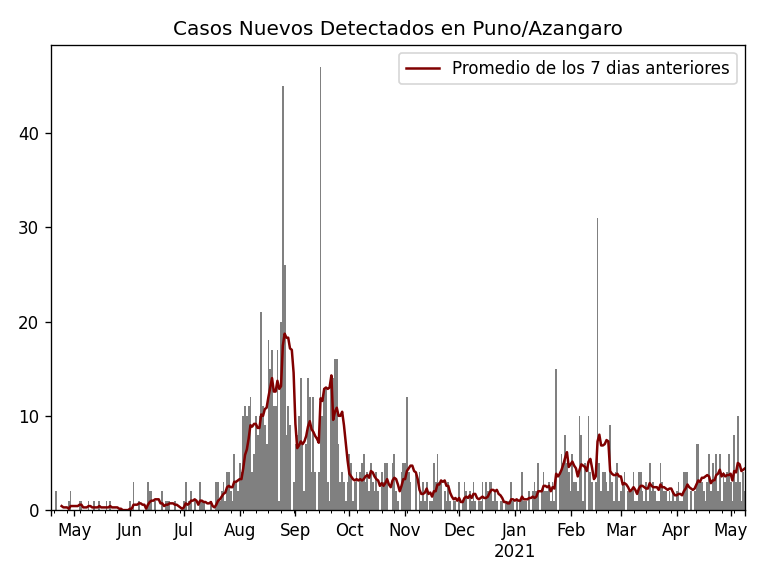 Casos Nuevos Detectados en Puno/Azangaro
Promedio de los 7 dias anteriores
40
30
20
10
0
May Jun Jul Aug Sep Oct Nov Dec Jan Feb Mar Apr May
2021